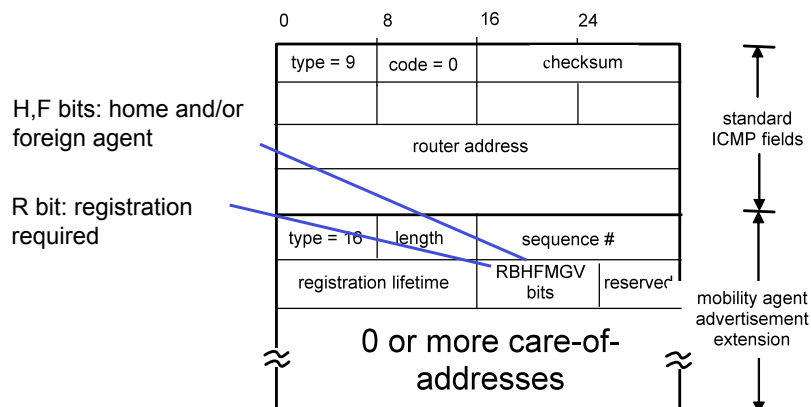 0 8 16 24
type = 9 code = 0 checksum
H,F bits: home and/or
foreign agent
standard
ICMP fields
router address
R bit: registration
required
type = 16 length sequence #
registration lifetime RBHFMGV
bits reserved
mobility agent
advertisement
extension
0 or more care-of-
addresses